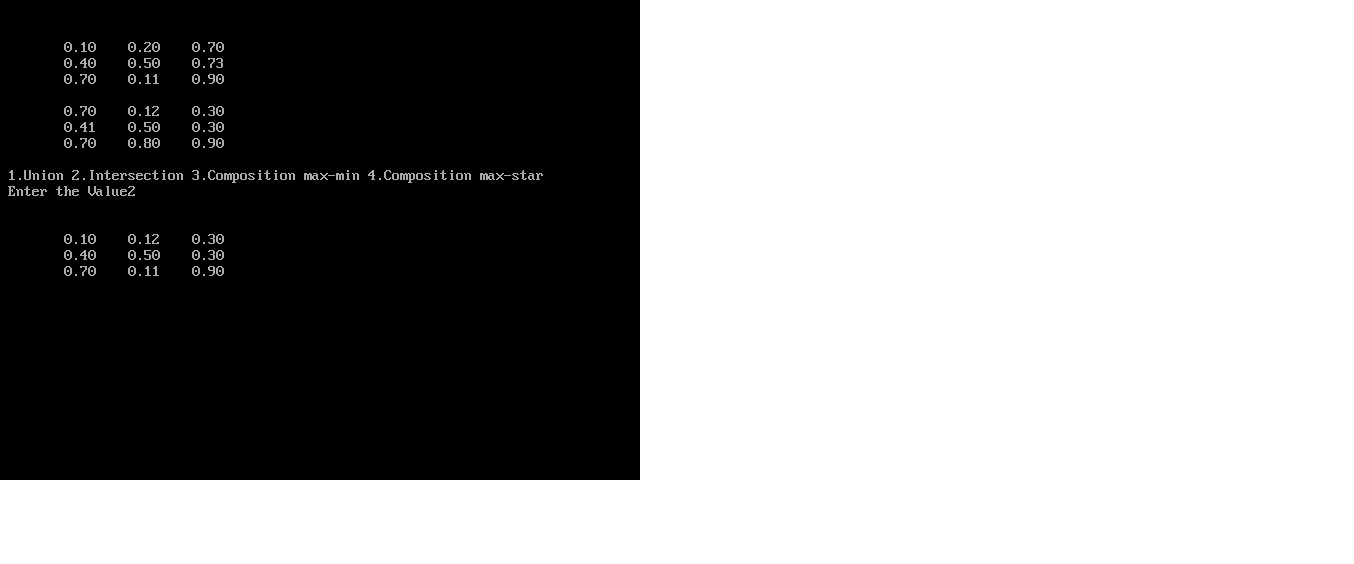 0.10 0.20 0.70
0.40 0.50 0.73
0.70 0.11 0.90
0.70 0.12 0.30
0.41 0.50 0.30
0.70 0.80 0.90
1.Union 2.Intersection 3.Composition max-min 4.Composition max-star
Enter the Value2
0.10 0.12 0.30
0.40 0.50 0.30
0.70 0.11 0.90